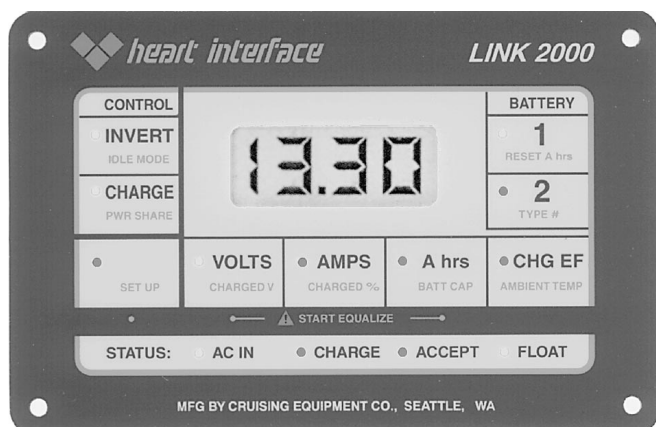 heart interface LINK 2000
CONTROL
INVERT
IDLE MODE
CHARGE
PWR SHARE
13.30
BATTERY
1
RESET A hrs
2
TYPE #
SET UP
VOLTS
CHARGED V
AMPS
CHARGED %
A hrs
BATT CAP
CHG EF
AMBIENT TEMP
START EQUALIZE
STATUS: AC IN CHARGE ACCEPT FLOAT
MFG BY CRUISING EQUIPMENT CO., SEATTLE, WA